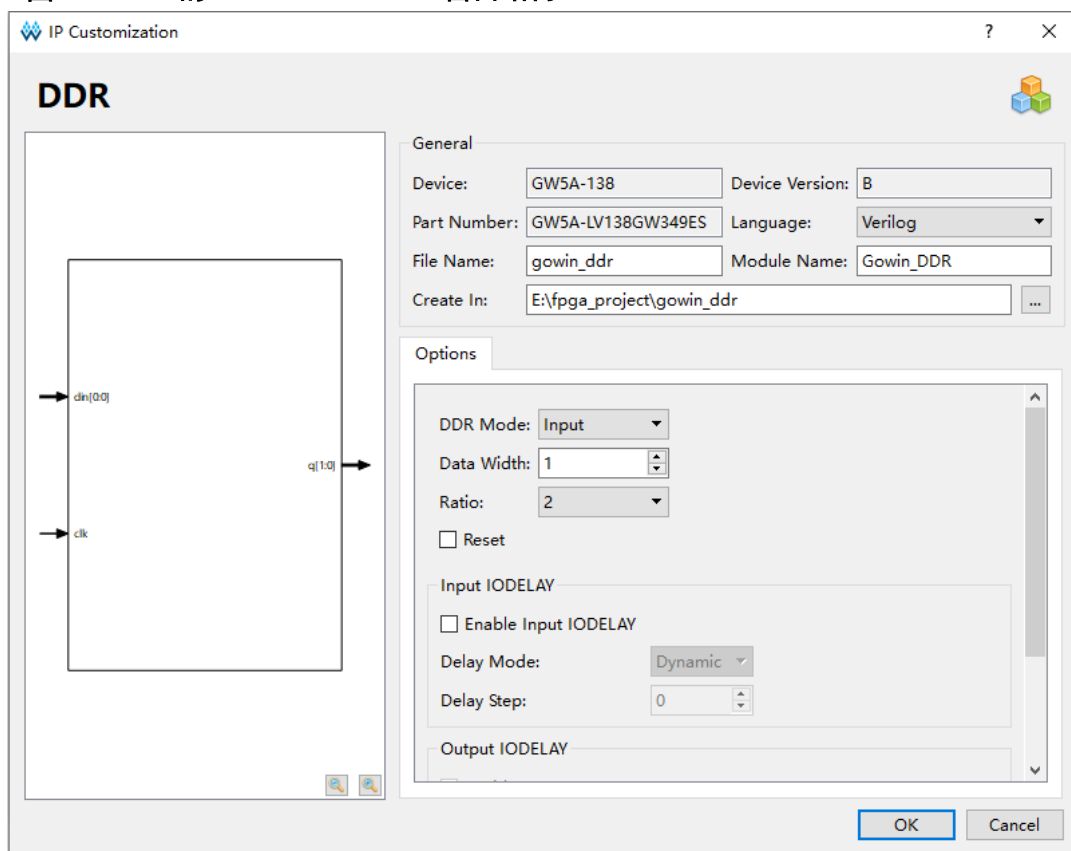 IP Customization
?
DDR
General
Device: GW5A-138 Device Version: B
Part Number: GW5A-LV138GW349ES Language: Verilog
File Name: gowin_ddr Module Name: Gowin_DDR
Create In: E:\fpga_project\gowin_ddr ...
Options
din[0:0]
q[1:0]
clk
DDR Mode: Input
Data Width: 1
Ratio: 2
Reset
Input IODELAY
Enable Input IODELAY
Delay Mode: Dynamic
Delay Step: 0
Output IODELAY
OK Cancel